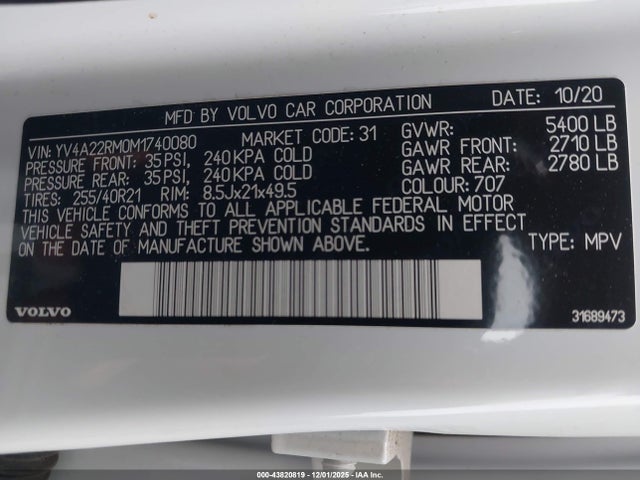 MFD BY VOLVO CAR CORPORATION DATE: 10/20
VIN: YV4A22RM0M1740080 MARKET CODE: 31 GVWR: 5400 LB
PRESSURE FRONT: 35 PSI, 240 KPA COLD GAWR FRONT: 2710 LB
PRESSURE REAR: 35 PSI, 240 KPA COLD GAWR REAR: 2780 LB
TIRES: 255/40R21 RIM: 8.5Jx21x49.5 COLOUR: 707
THIS VEHICLE CONFORMS TO ALL APPLICABLE FEDERAL MOTOR
VEHICLE SAFETY AND THEFT PREVENTION STANDARDS IN EFFECT
ON THE DATE OF MANUFACTURE SHOWN ABOVE. TYPE: MPV
VOLVO 31689473
000-43820819 - 12/01/2025 - IAA Inc.